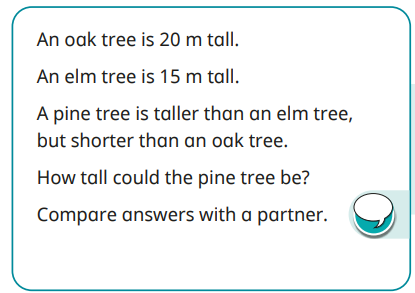 An oak tree is 20 m tall.
An elm tree is 15 m tall.
A pine tree is taller than an elm tree,
but shorter than an oak tree.
How tall could the pine tree be?
Compare answers with a partner.